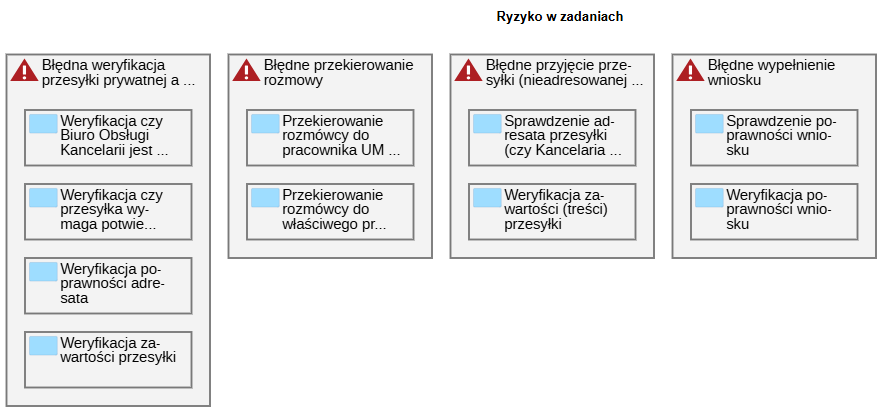 Ryzyko w zadaniach
Błędna weryfikacja
przesyłki prywatnej a ...
Weryfikacja czy
Biuro Obsługi
Kancelarii jest ...
Weryfikacja czy
przesyłka wy-
maga potwie...
Weryfikacja po-
prawności adre-
sata
Weryfikacja za-
wartości przesyłki
Błędne przekierowanie
rozmowy
Przekierowanie
rozmówcy do
pracownika UM ...
Przekierowanie
rozmówcy do
właściwego pr...
Błędne przyjęcie prze-
syłki (nieadresowanej ...
Sprawdzenie ad-
resata przesyłki
(czy Kancelaria ...
Weryfikacja za-
wartości (treści)
przesyłki
Błędne wypełnienie
wniosku
Sprawdzenie po-
prawności wnio-
sku
Weryfikacja po-
prawności wnio-
sku